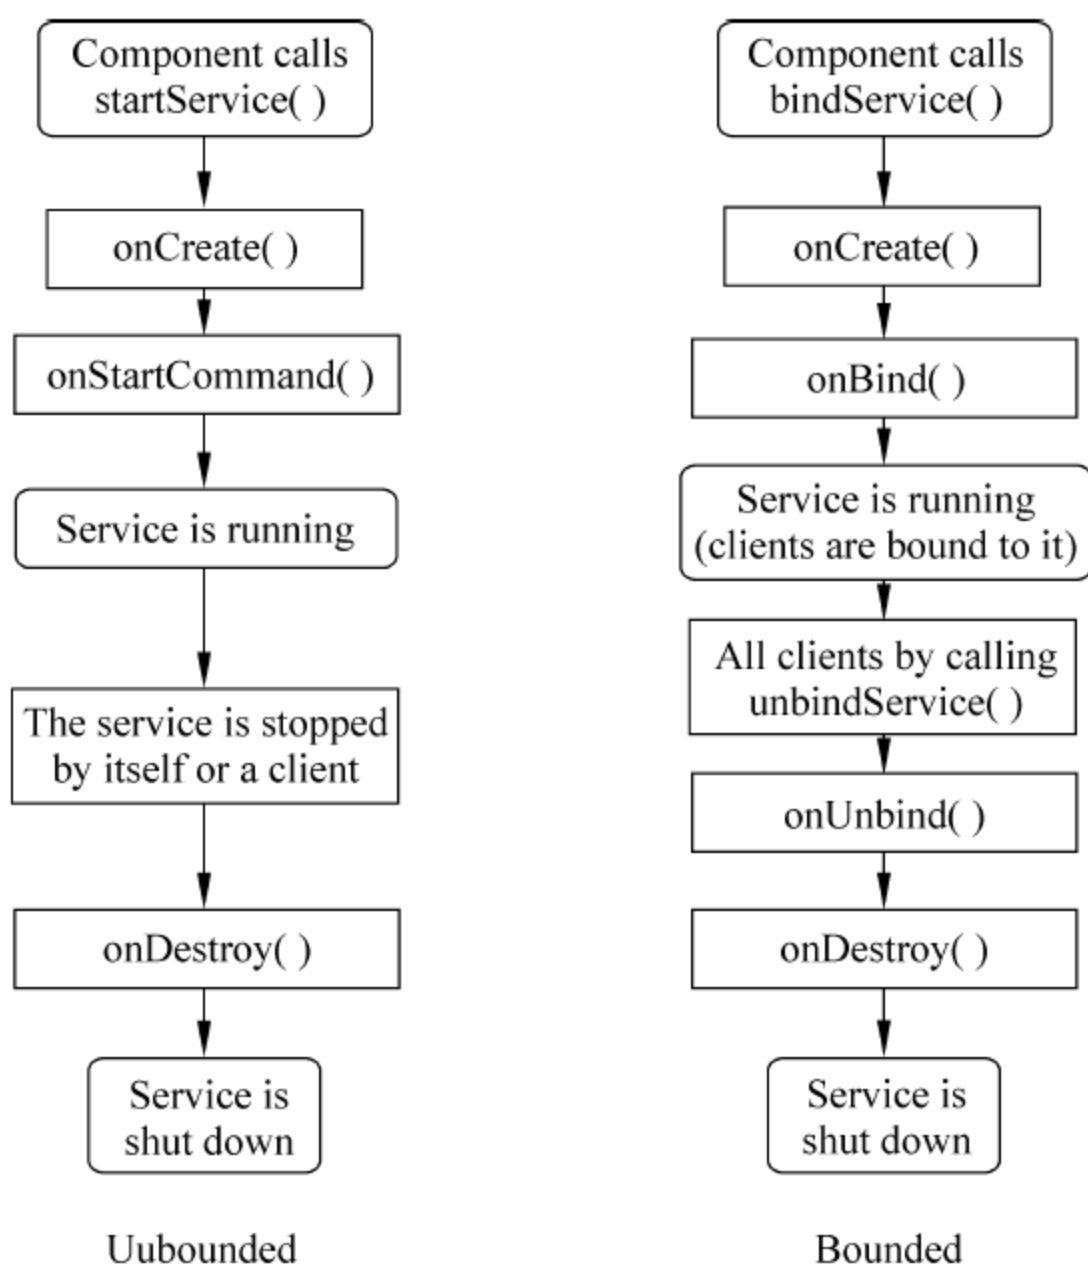 Component calls
startService( )
onCreate( )
onStartCommand( )
Service is running
The service is stopped
by itself or a client
onDestroy( )
Service is
shut down
Uubounded
Component calls
bindService( )
onCreate( )
onBind( )
Service is running
(clients are bound to it)
All clients by calling
unbindService( )
onUnbind( )
onDestroy( )
Service is
shut down
Bounded